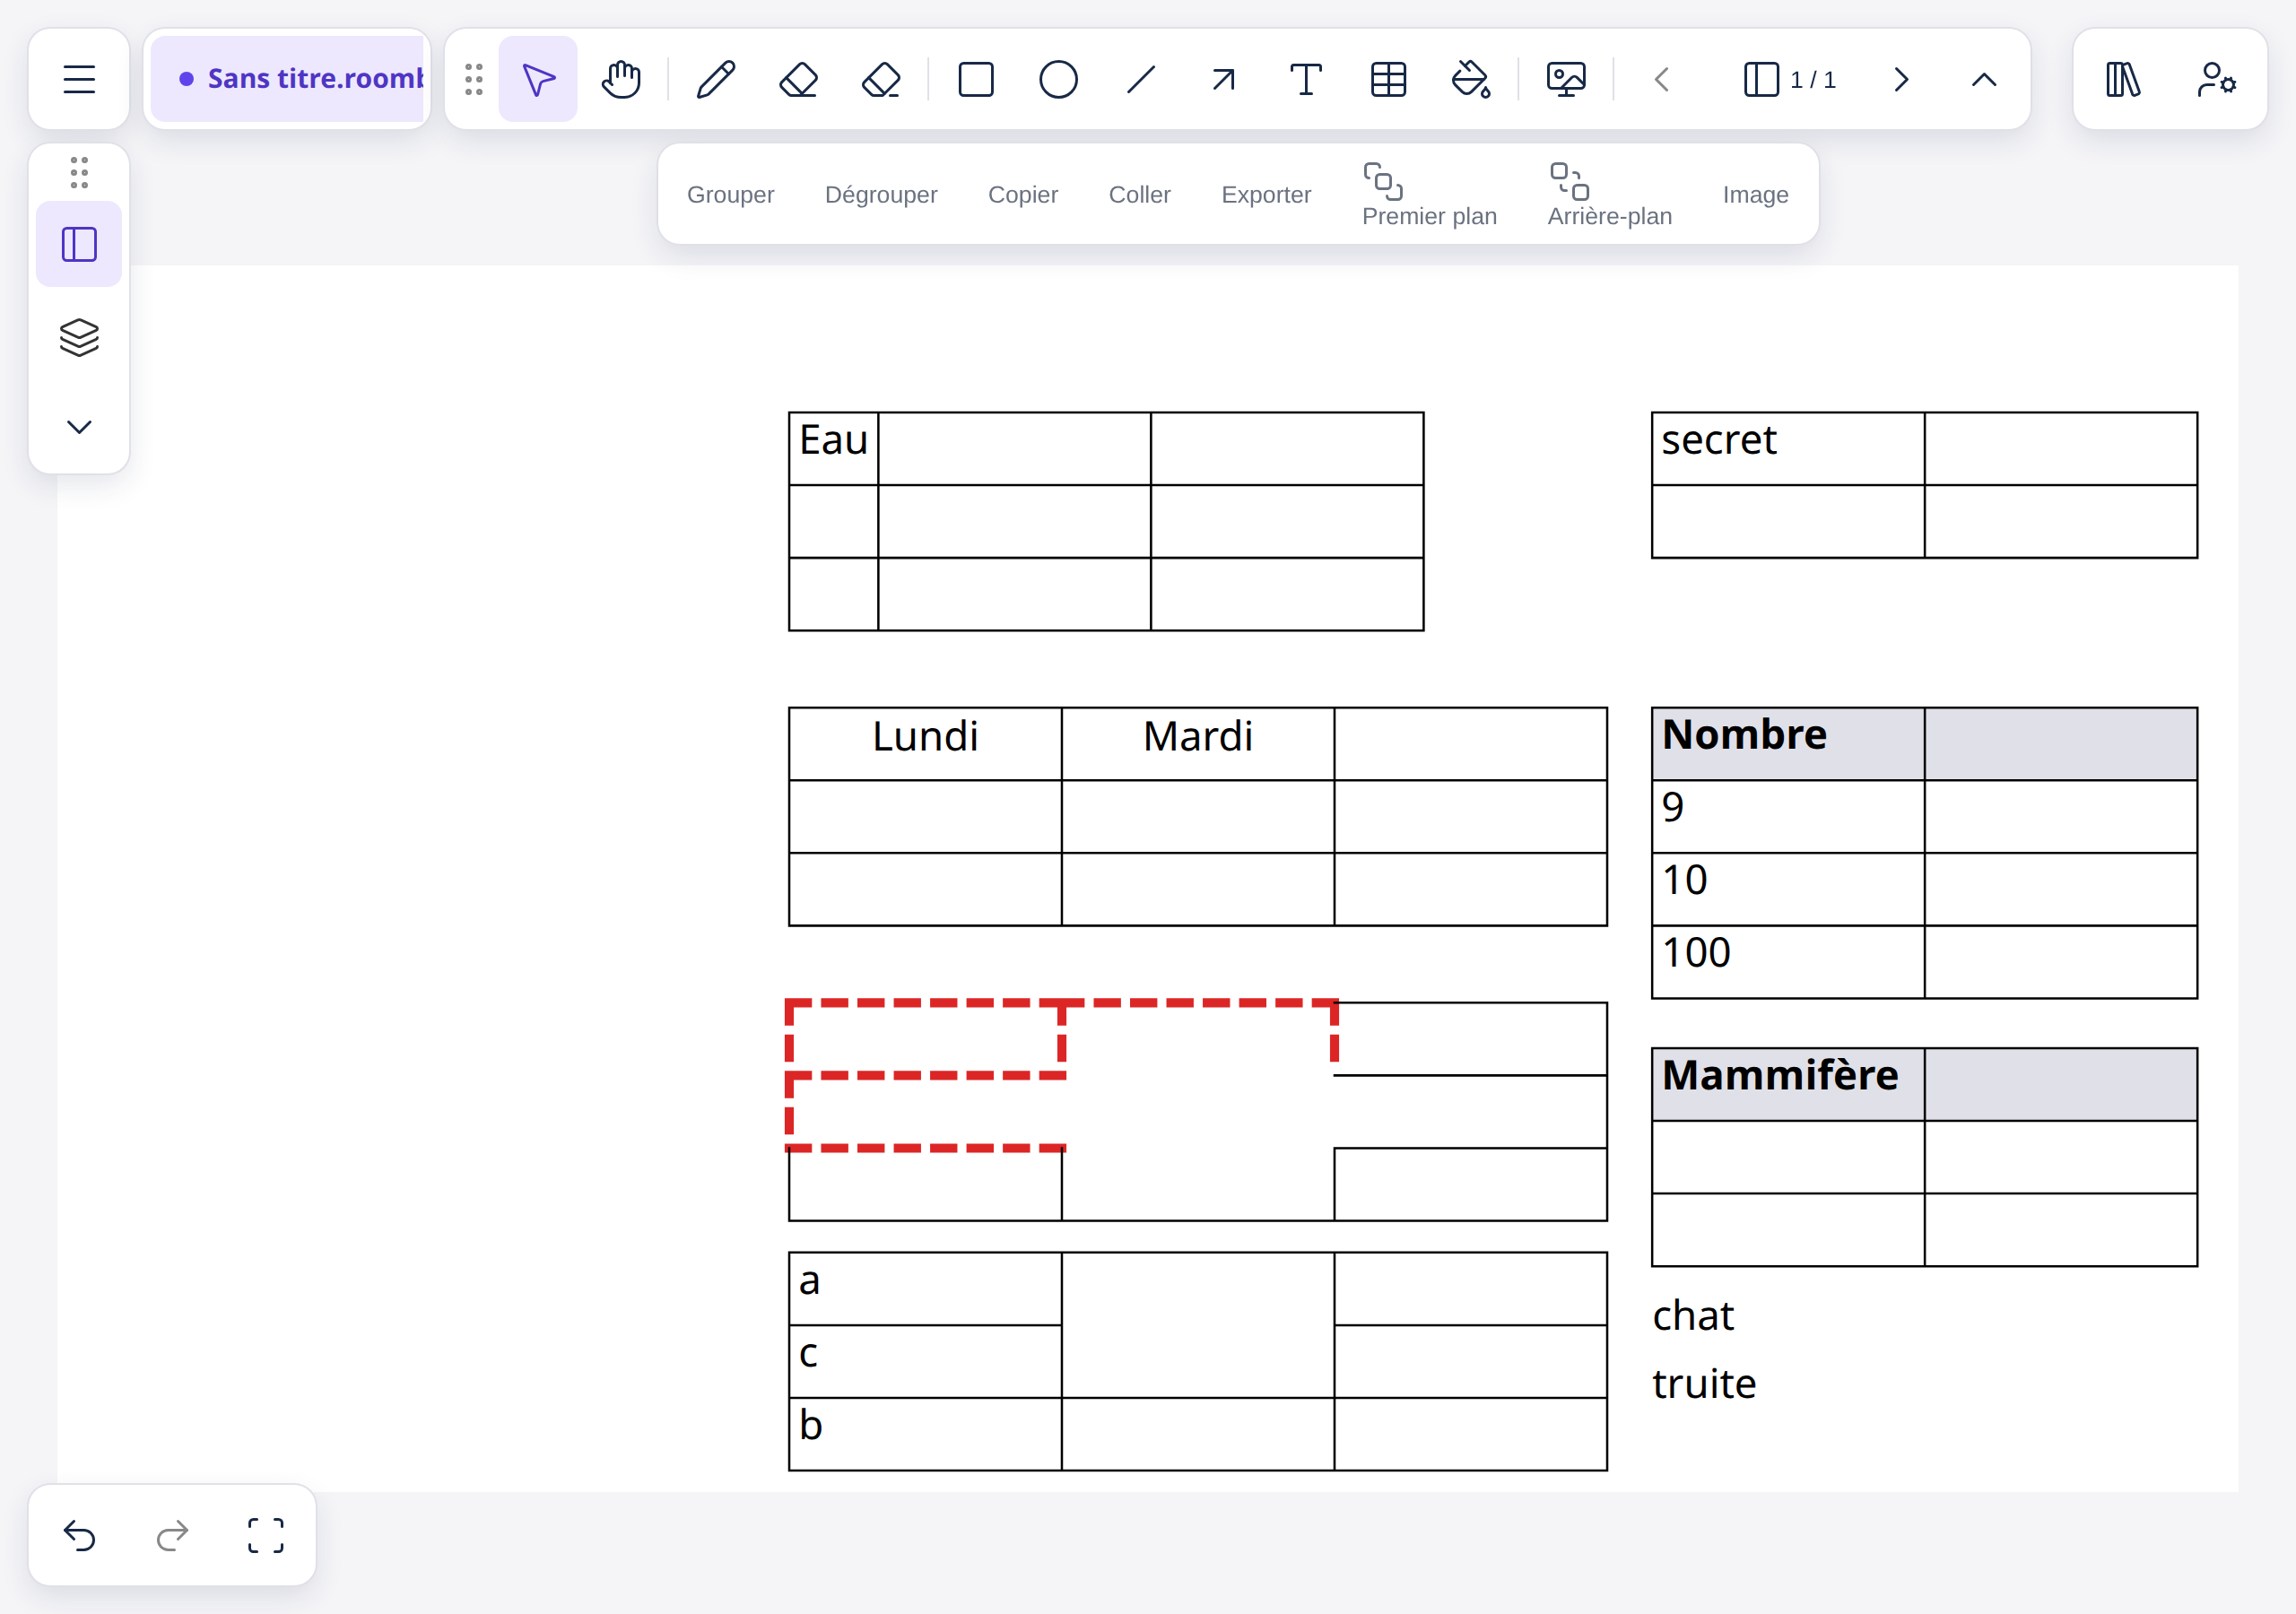 Sans titre.roomb
1 / 1
Grouper Dégrouper Copier Coller Exporter Premier plan Arrière-plan Image
Eau
secret
Lundi Mardi
Nombre
9
10
100
Mammifère
a
c
b
chat
truite